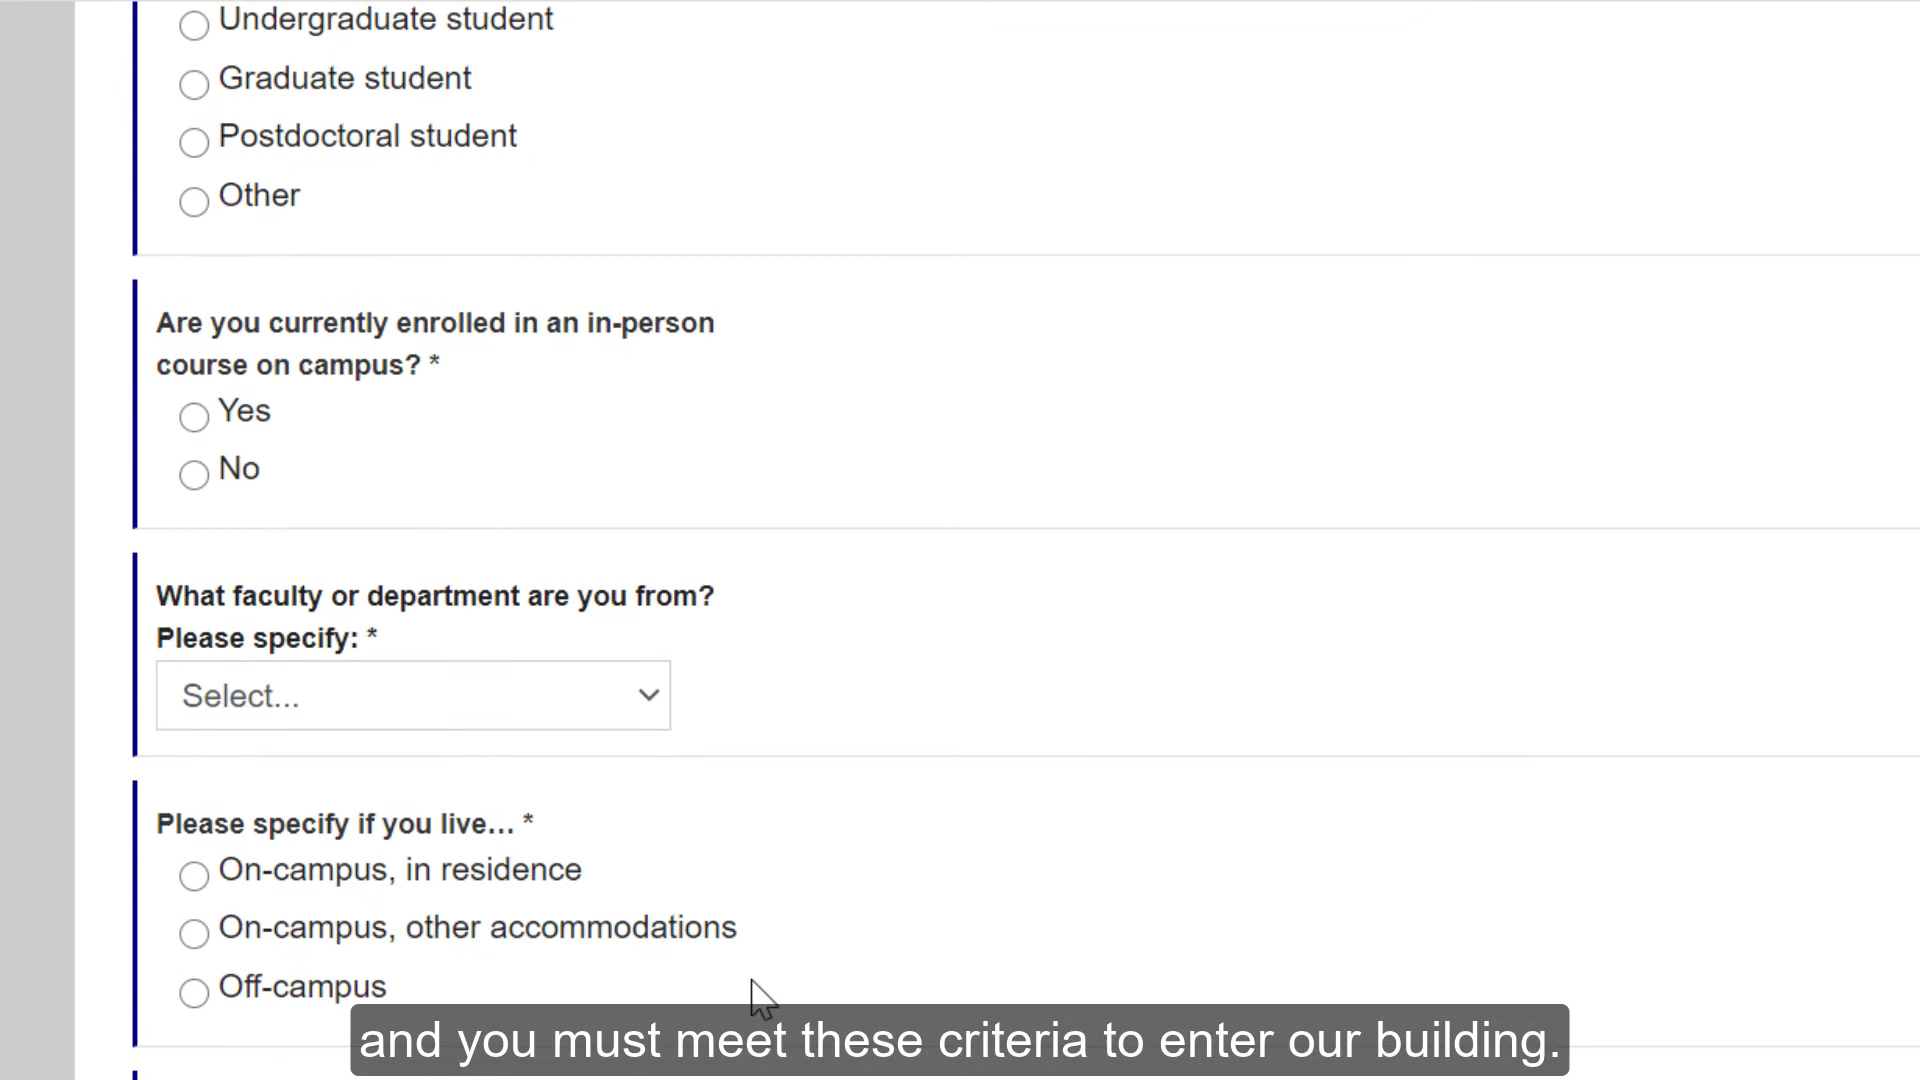 Undergraduate student
Graduate student
Postdoctoral student
Other
Are you currently enrolled in an in-person
course on campus? *
Yes
No
What faculty or department are you from?
Please specify: *
Select...
Please specify if you live... *
On-campus, in residence
On-campus, other accommodations
Off-campus
and you must meet these criteria to enter our building.